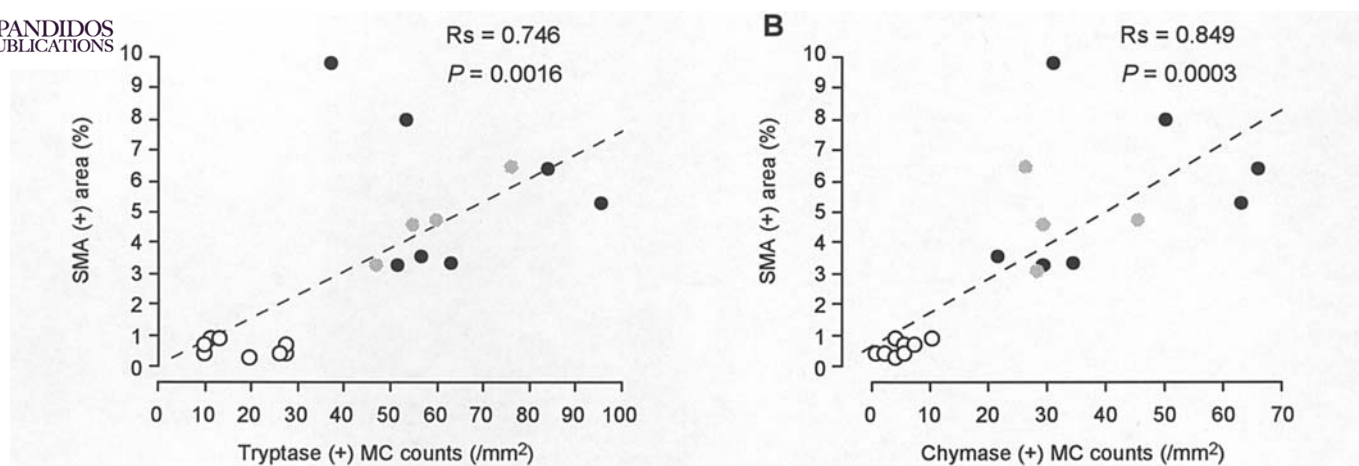 PANDIDOS
UBLICATIONS
Rs = 0.746
P = 0.0016
SMA (+) area (%)
10
9
8
7
6
5
4
3
2
1
0
0 10 20 30 40 50 60 70 80 90 100
Tryptase (+) MC counts (/mm²)
B
Rs = 0.849
P = 0.0003
SMA (+) area (%)
10
9
8
7
6
5
4
3
2
1
0
0 10 20 30 40 50 60 70
Chymase (+) MC counts (/mm²)